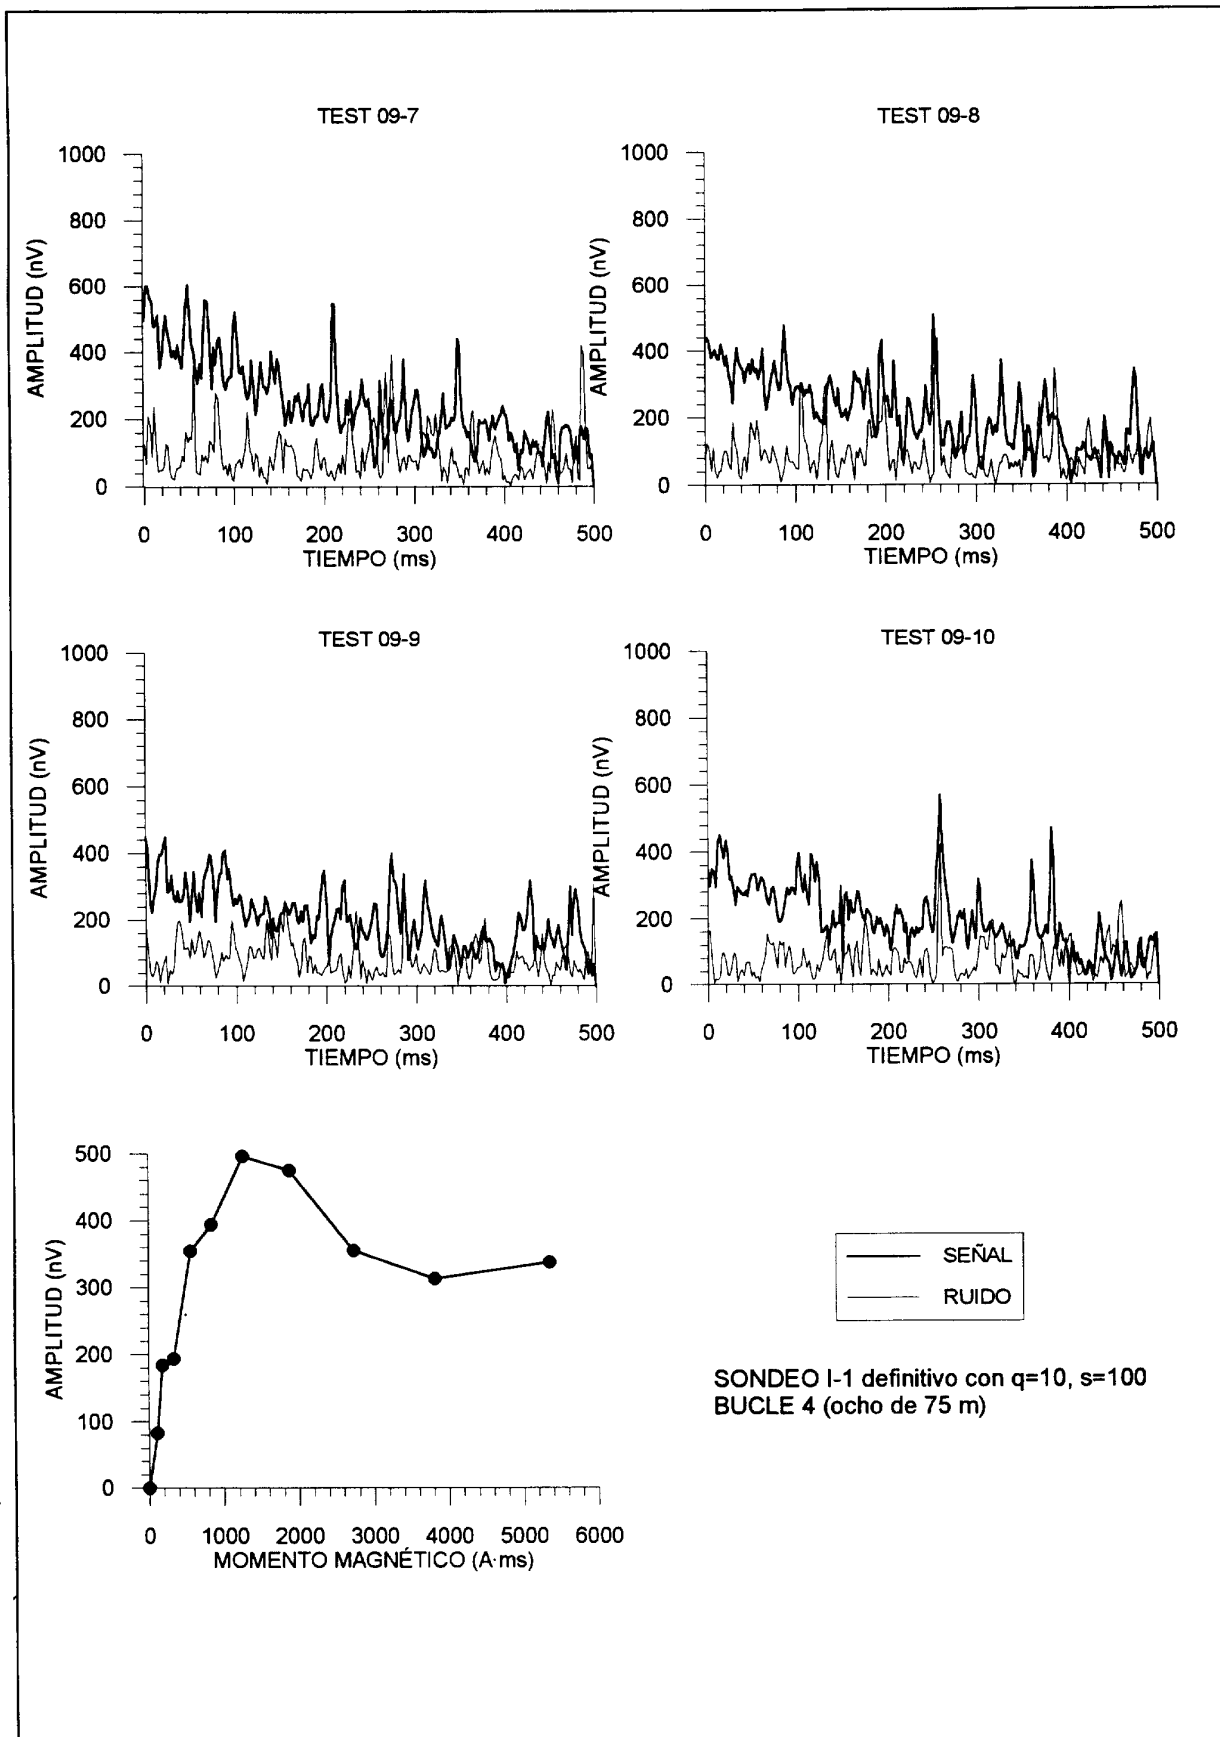 TEST 09-7
TEST 09-8
1000
800
600
400
200
0
AMPLITUD (nV)
0 100 200 300 400 500
TIEMPO (ms)
1000
800
600
400
200
0
AMPLITUD (nV)
0 100 200 300 400 500
TIEMPO (ms)
TEST 09-9
TEST 09-10
1000
800
600
400
200
0
AMPLITUD (nV)
0 100 200 300 400 500
TIEMPO (ms)
1000
800
600
400
200
0
AMPLITUD (nV)
0 100 200 300 400 500
TIEMPO (ms)
500
400
300
200
100
0
AMPLITUD (nV)
0 1000 2000 3000 4000 5000 6000
MOMENTO MAGNÉTICO (A·ms)
SEÑAL
RUIDO
SONDEO I-1 definitivo con q=10, s=100
BUCLE 4 (ocho de 75 m)